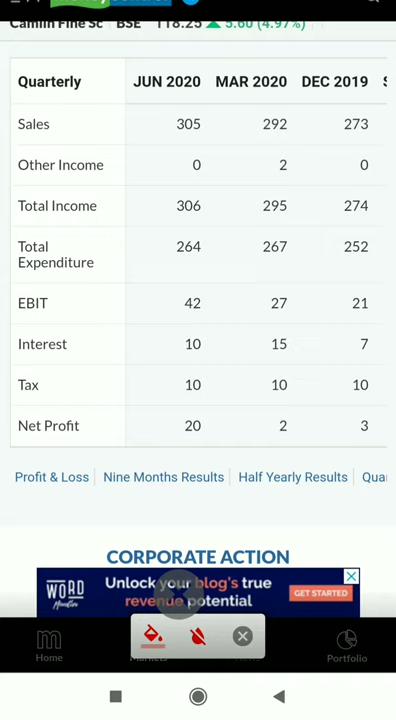 Camlin Fine Sc BSE 118.25 ▲ 5.60 (4.97%)
Quarterly JUN 2020 MAR 2020 DEC 2019 S
Sales 305 292 273
Other Income 0 2 0
Total Income 306 295 274
Total 264 267 252
Expenditure
EBIT 42 27 21
Interest 10 15 7
Tax 10 10 10
Net Profit 20 2 3
Profit & Loss Nine Months Results Half Yearly Results Qua
CORPORATE ACTION
WORD Unlock your blog's true GET STARTED
revenue potential
Home Markets Portfolio